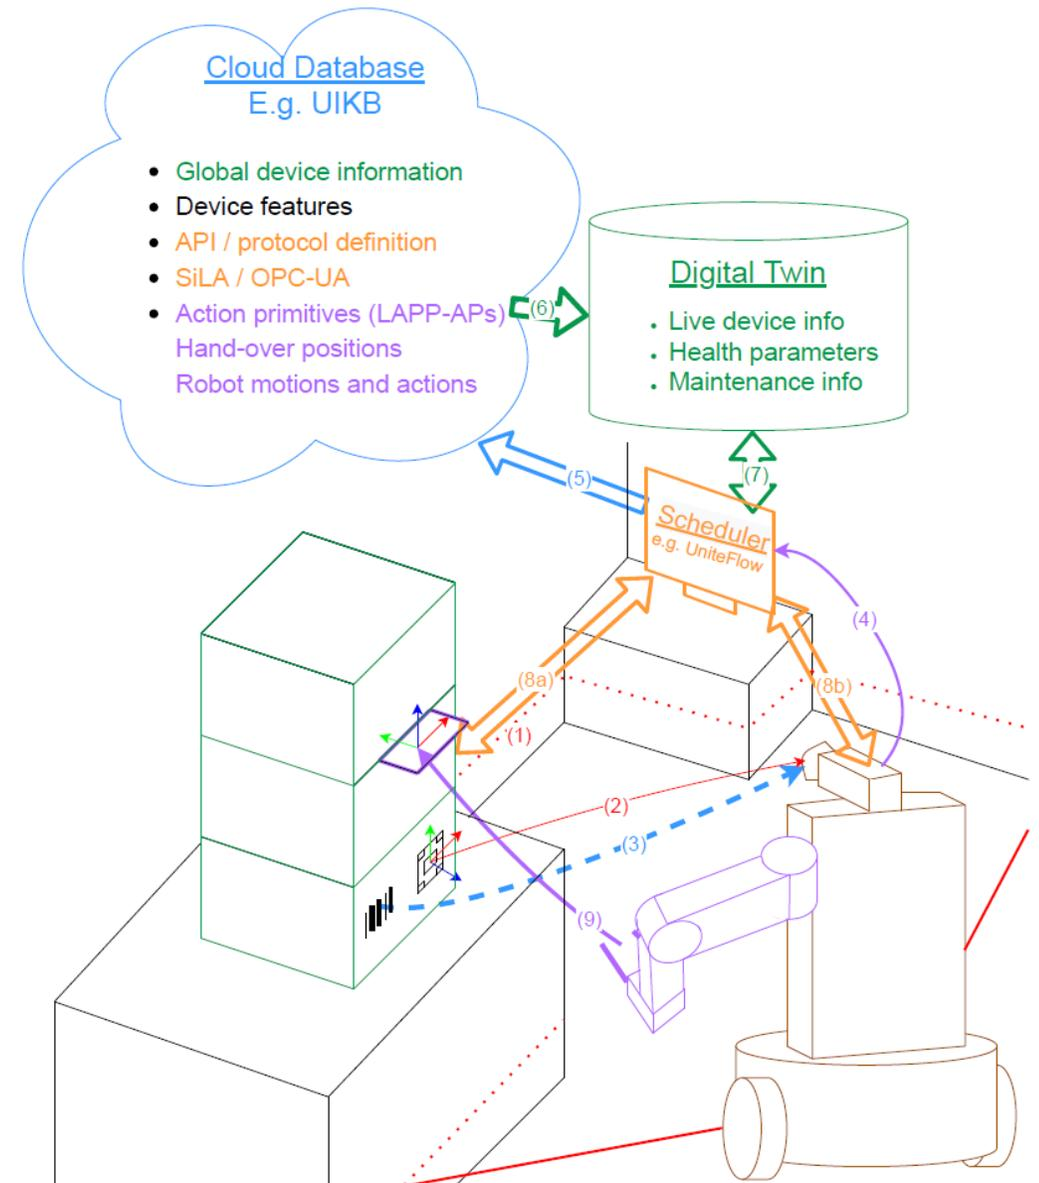 Cloud Database
E.g. UIKB
• Global device information
• Device features
• API / protocol definition
• SiLA / OPC-UA
• Action primitives (LAPP-APs)
Hand-over positions
Robot motions and actions
(6)
Digital Twin
• Live device info
• Health parameters
• Maintenance info
(5)
(7)
Scheduler
e.g. UniteFlow
(4)
(8a)
(8b)
(1)
(2)
(3)
(9)